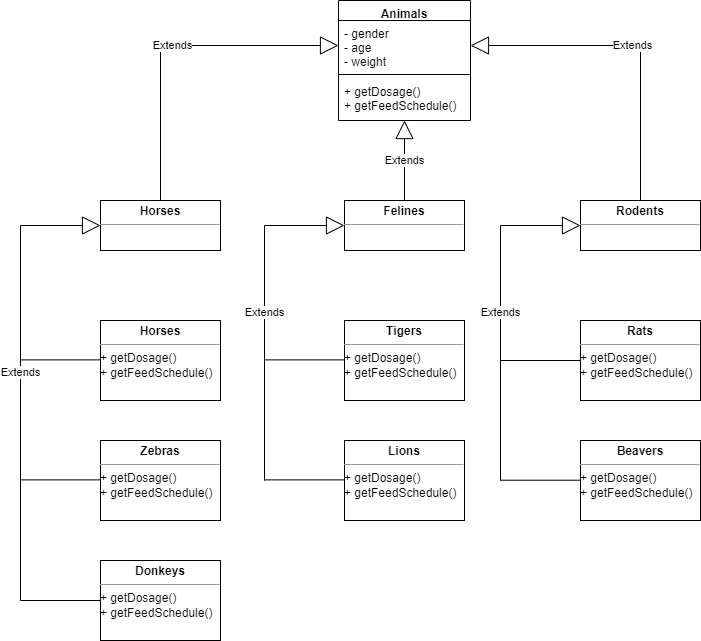 Animals
- gender
- age
- weight
+ getDosage()
+ getFeedSchedule()
Extends
Extends
Extends
Horses
Felines
Rodents
Extends
Extends
Extends
Horses
+ getDosage()
+ getFeedSchedule()
Tigers
+ getDosage()
+ getFeedSchedule()
Rats
+ getDosage()
+ getFeedSchedule()
Zebras
+ getDosage()
+ getFeedSchedule()
Lions
+ getDosage()
+ getFeedSchedule()
Beavers
+ getDosage()
+ getFeedSchedule()
Donkeys
+ getDosage()
+ getFeedSchedule()